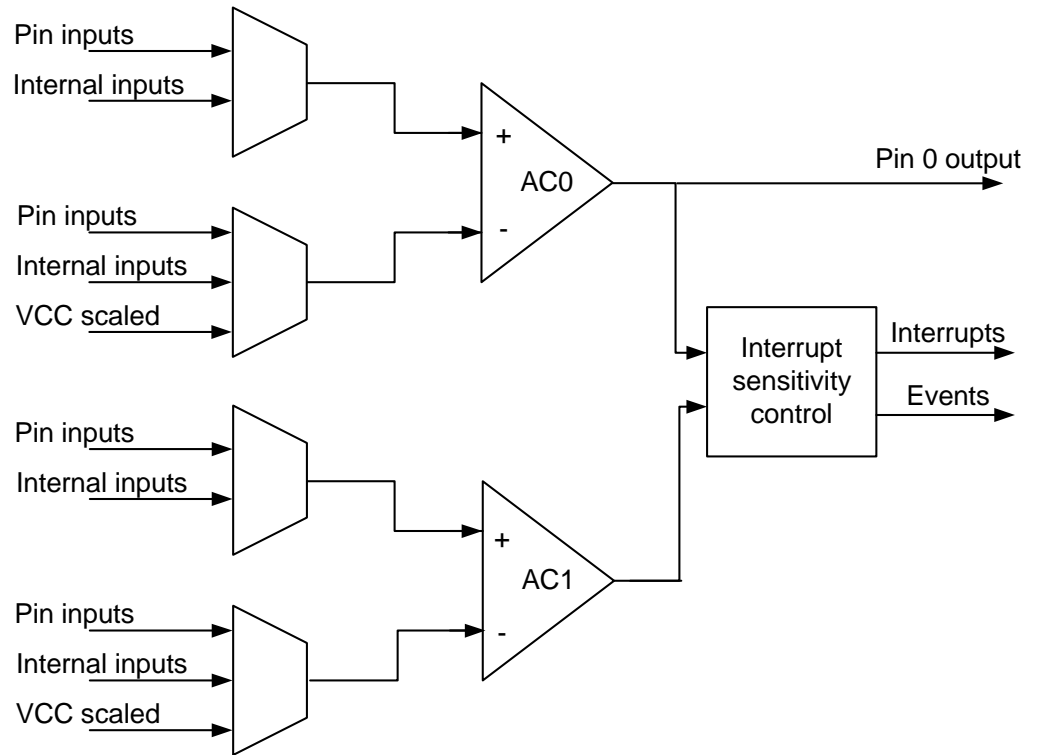 Pin inputs
Internal inputs
+
AC0
-
Pin 0 output
Pin inputs
Internal inputs
VCC scaled
Interrupt
sensitivity
control
Interrupts
Events
Pin inputs
Internal inputs
+
AC1
-
Pin inputs
Internal inputs
VCC scaled